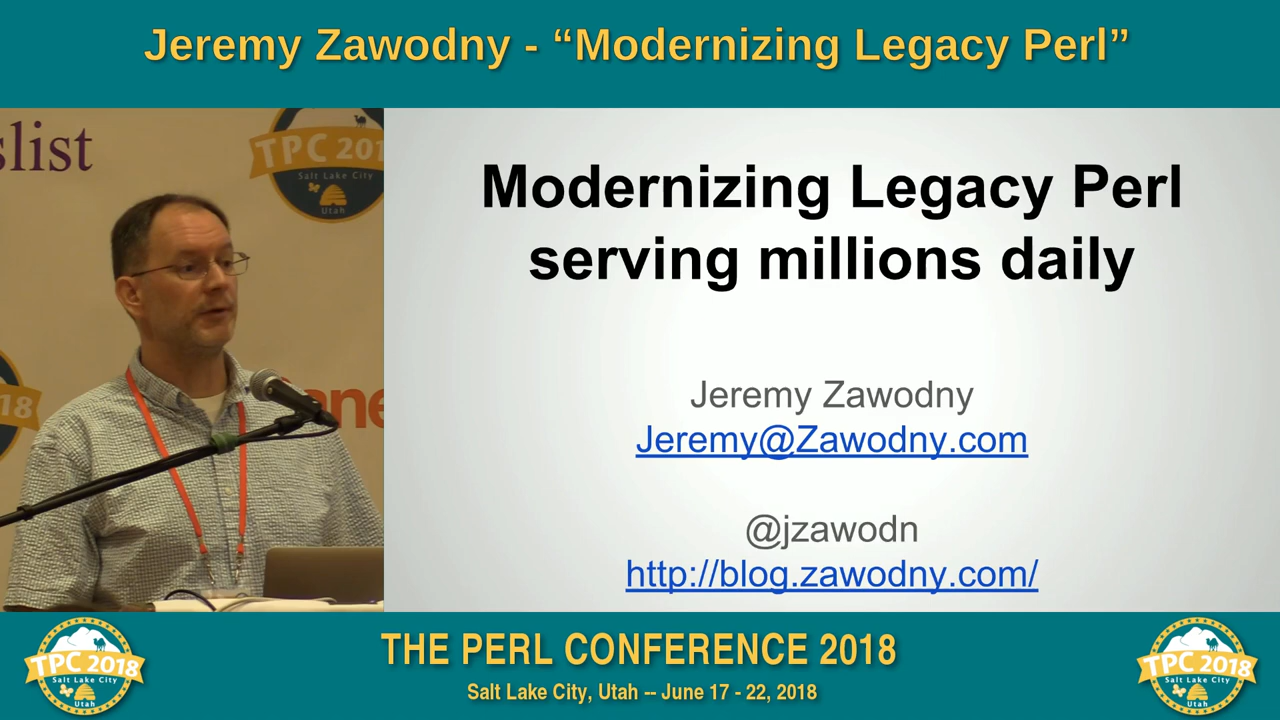 Jeremy Zawodny - “Modernizing Legacy Perl”
slist
TPC 201
Salt Lake City
Utah
18
ane
Modernizing Legacy Perl
serving millions daily
Jeremy Zawodny
Jeremy@Zawodny.com
@jzawodn
http://blog.zawodny.com/
TPC 2018
Salt Lake City
Utah
THE PERL CONFERENCE 2018
Salt Lake City, Utah -- June 17 - 22, 2018
TPC 2018
Salt Lake City
Utah